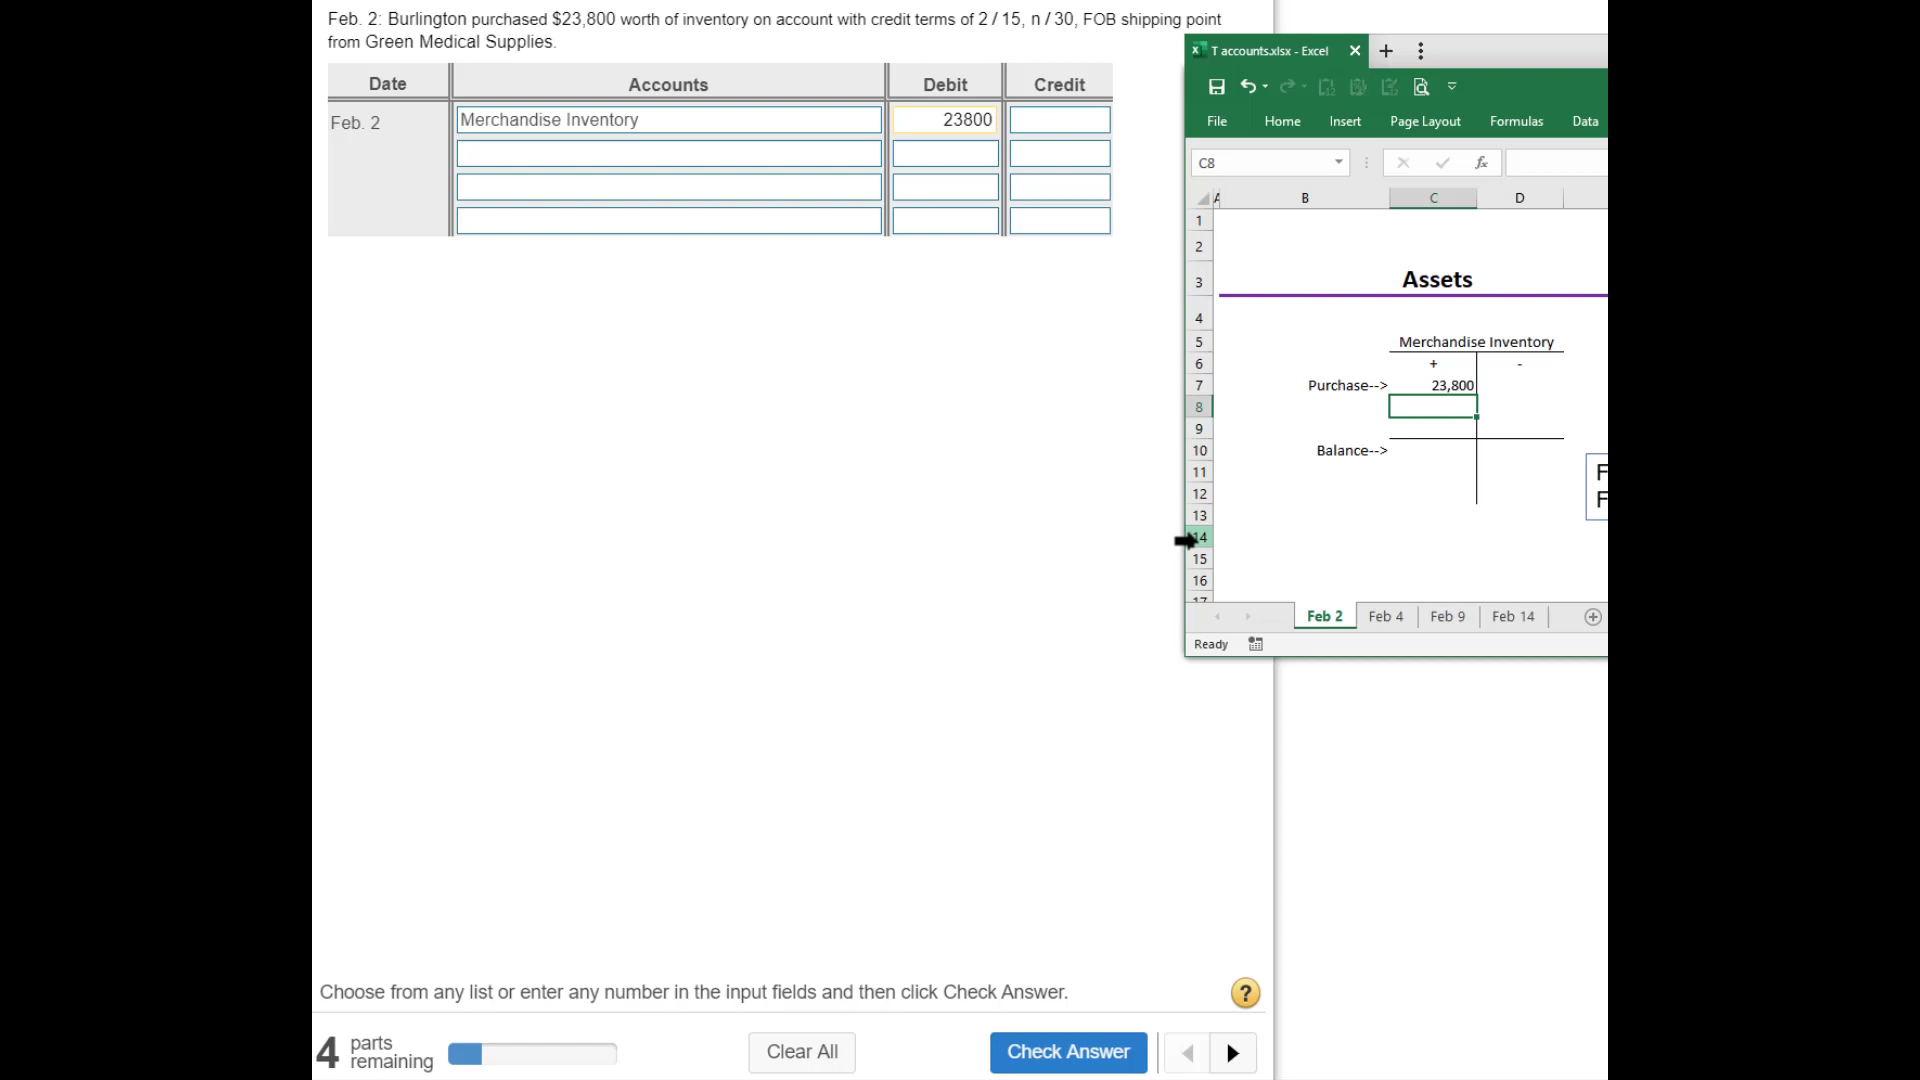 Feb. 2: Burlington purchased $23,800 worth of inventory on account with credit terms of 2 / 15, n / 30, FOB shipping point
from Green Medical Supplies.
Date Accounts Debit Credit
Feb. 2 Merchandise Inventory 23800
T accounts.xlsx - Excel
File Home Insert Page Layout Formulas Data
C8 fx
A B C D
1
2
3 Assets
4
5 Merchandise Inventory
6 + -
7 Purchase--> 23,800
8
9
10 Balance-->
11 F
12 F
13
14
15
16
17
Feb 2 Feb 4 Feb 9 Feb 14
Ready
Choose from any list or enter any number in the input fields and then click Check Answer. ?
4 parts
remaining
Clear All Check Answer